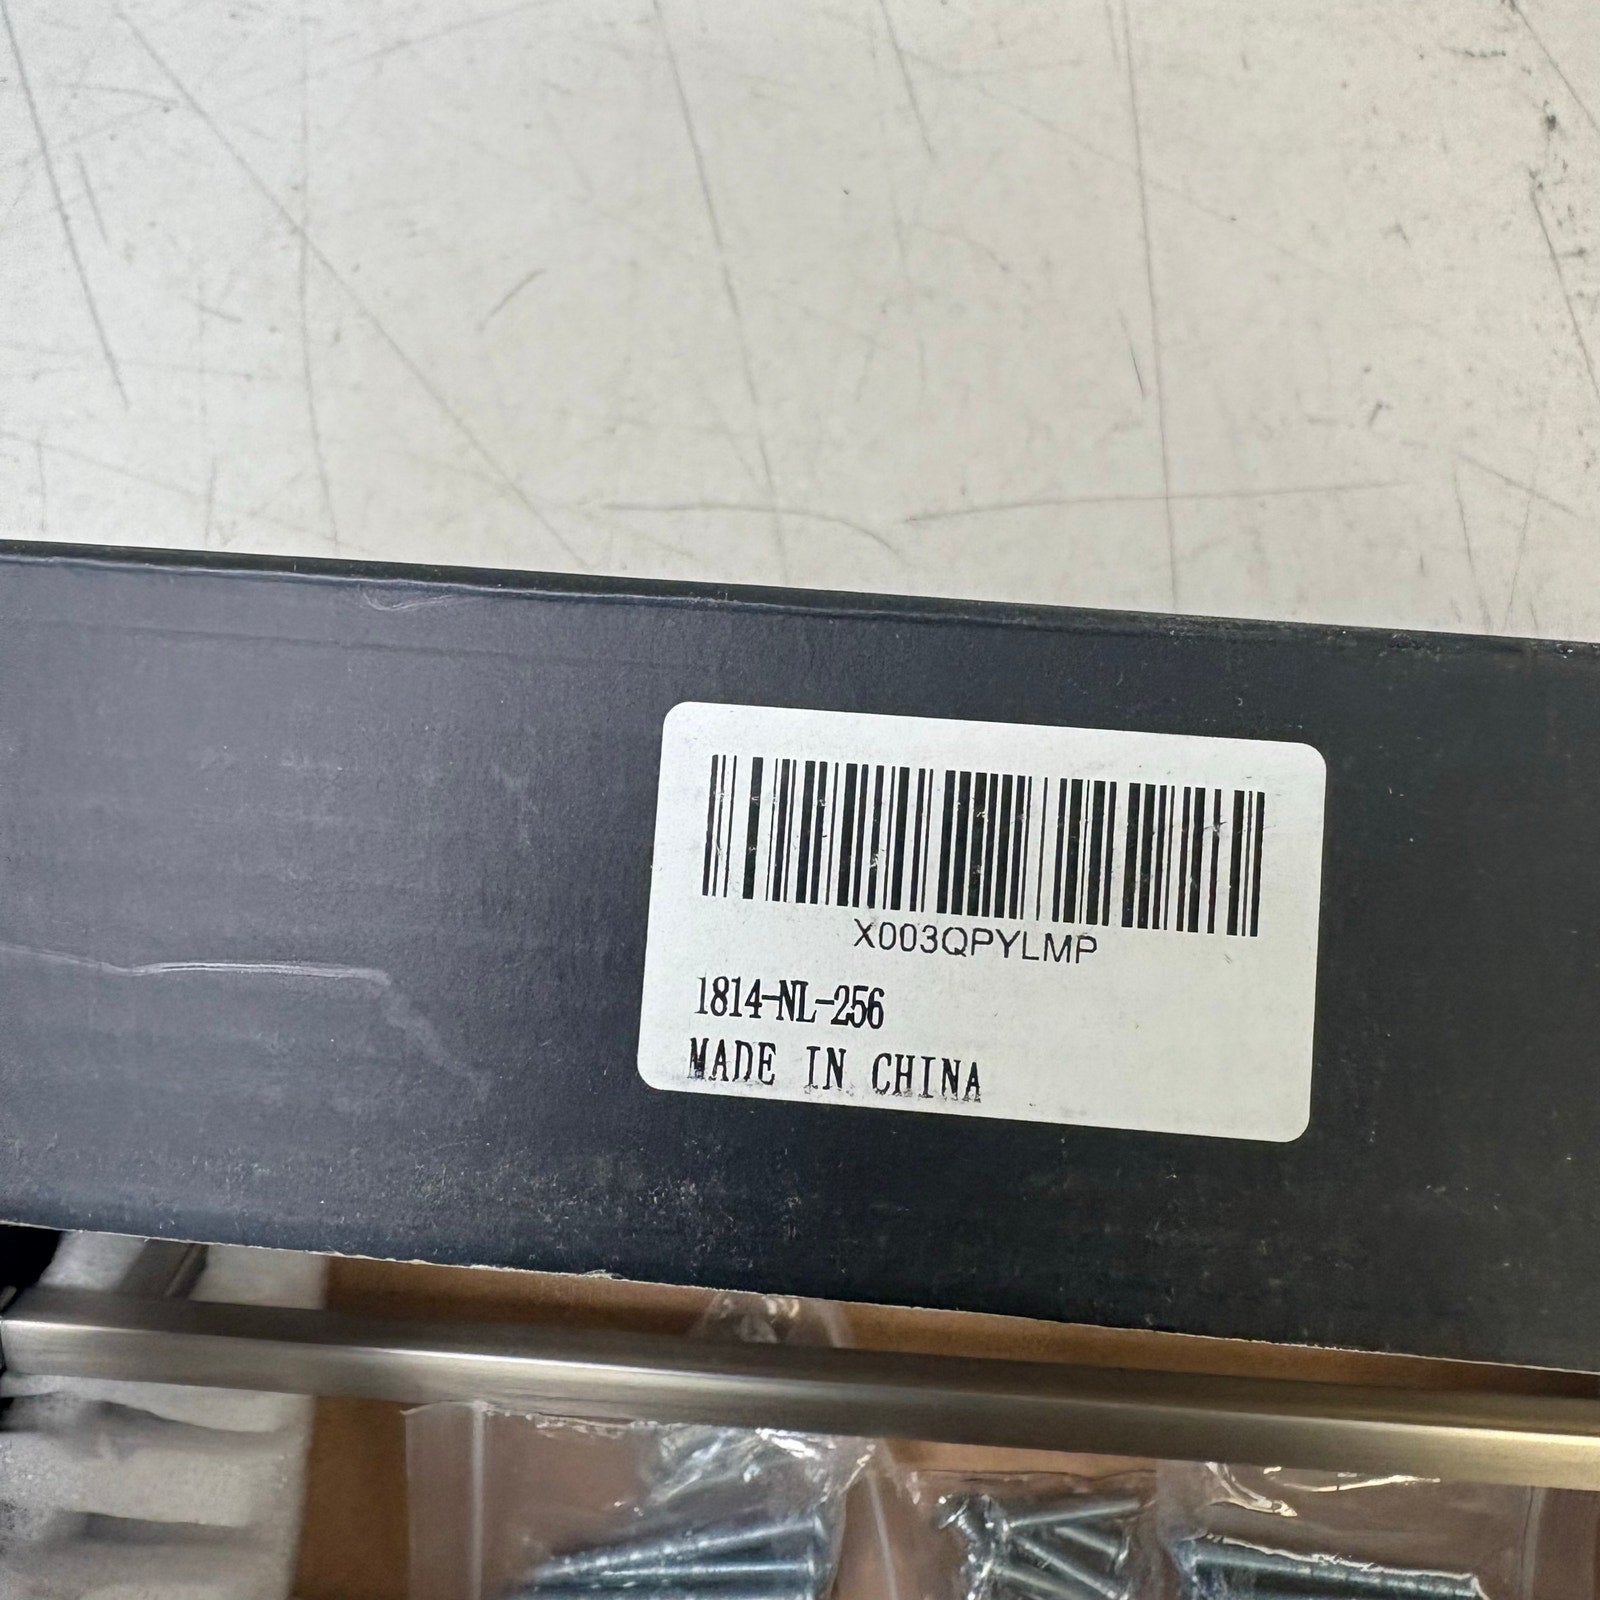 X003QPYLMP
1814-NL-256
MADE IN CHINA